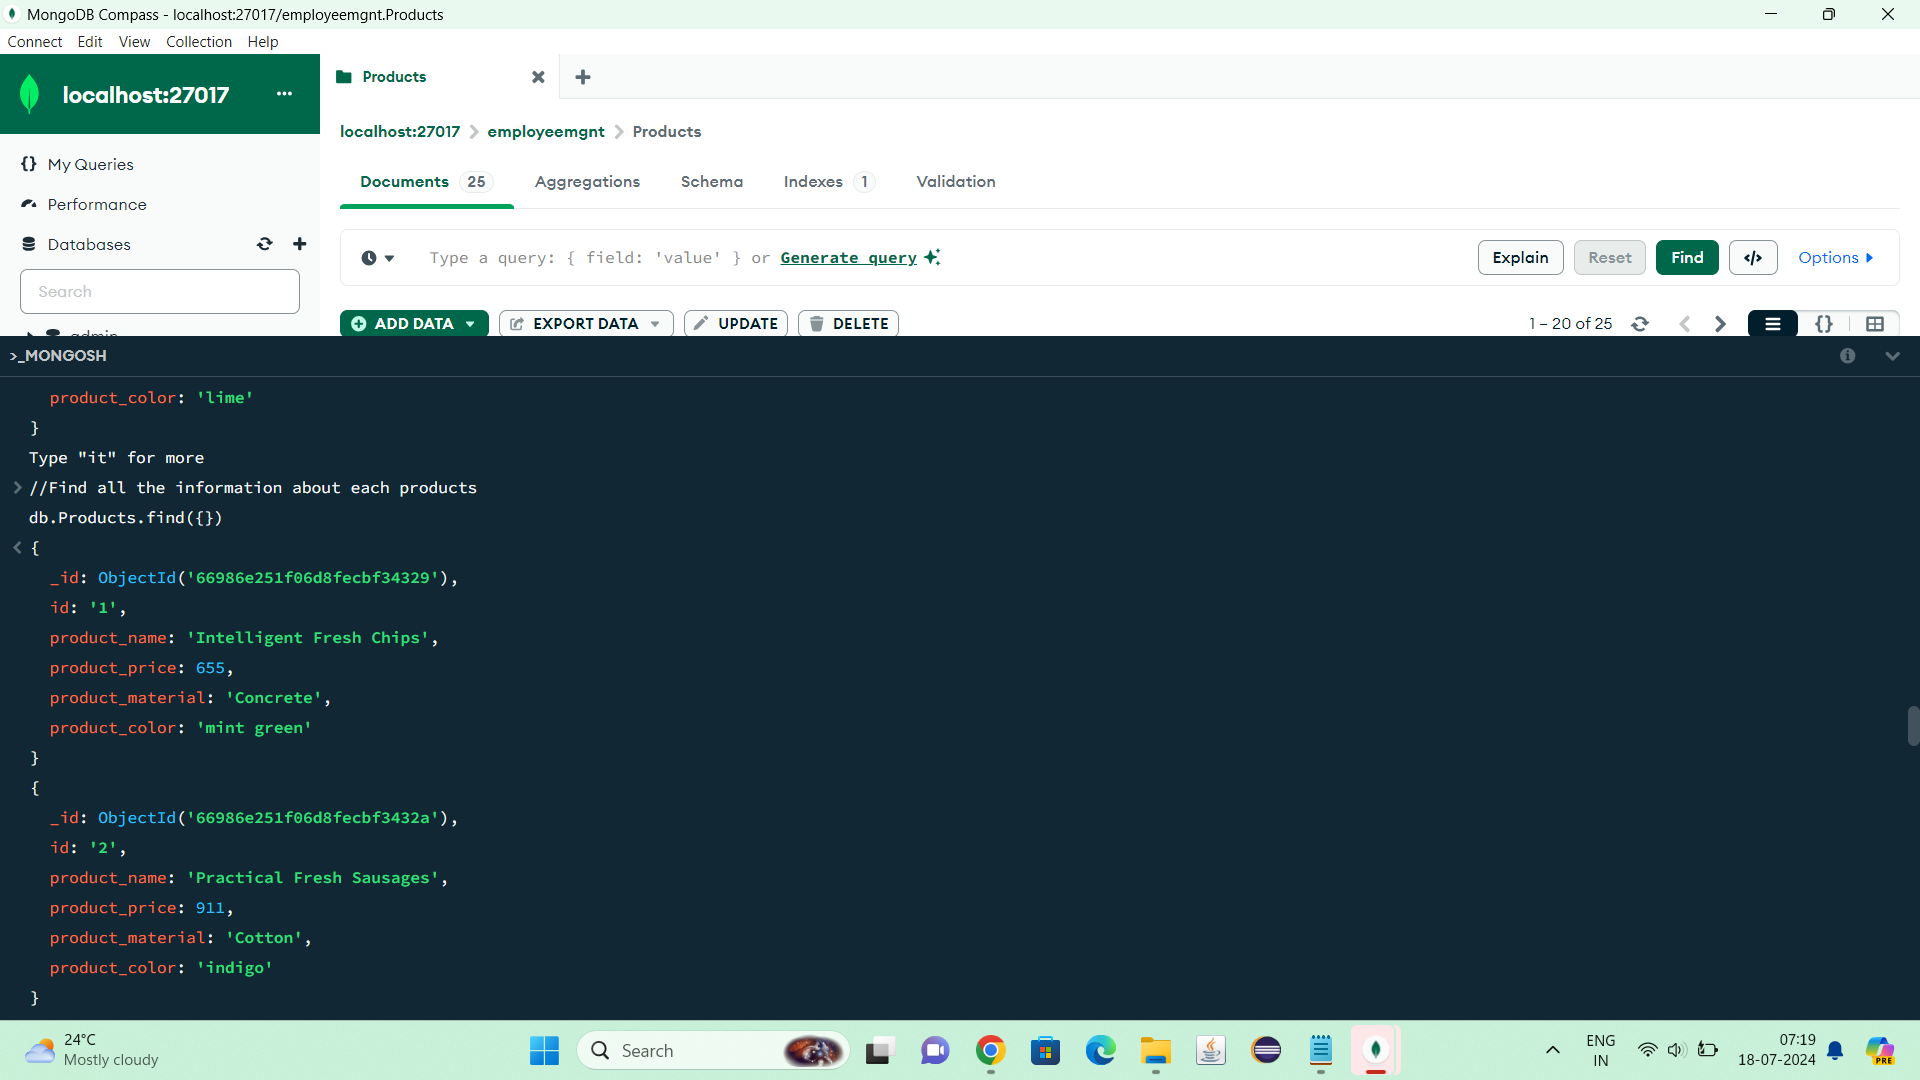 MongoDB Compass - localhost:27017/employeemgnt.Products
Connect Edit View Collection Help
localhost:27017 ...
Products
localhost:27017 > employeemgnt > Products
My Queries
Performance
Databases
Search
admin
Documents 25 Aggregations Schema Indexes 1 Validation
Type a query: { field: 'value' } or Generate query
Explain Reset Find </> Options
ADD DATA EXPORT DATA UPDATE DELETE
1 – 20 of 25 {}
>_MONGOSH
product_color: 'lime'
}
Type "it" for more
> //Find all the information about each products
db.Products.find({})
< {
_id: ObjectId('66986e251f06d8fecbf34329'),
id: '1',
product_name: 'Intelligent Fresh Chips',
product_price: 655,
product_material: 'Concrete',
product_color: 'mint green'
}
{
_id: ObjectId('66986e251f06d8fecbf3432a'),
id: '2',
product_name: 'Practical Fresh Sausages',
product_price: 911,
product_material: 'Cotton',
product_color: 'indigo'
}
24°C
Mostly cloudy
Search
ENG
IN
07:19
18-07-2024
PRE